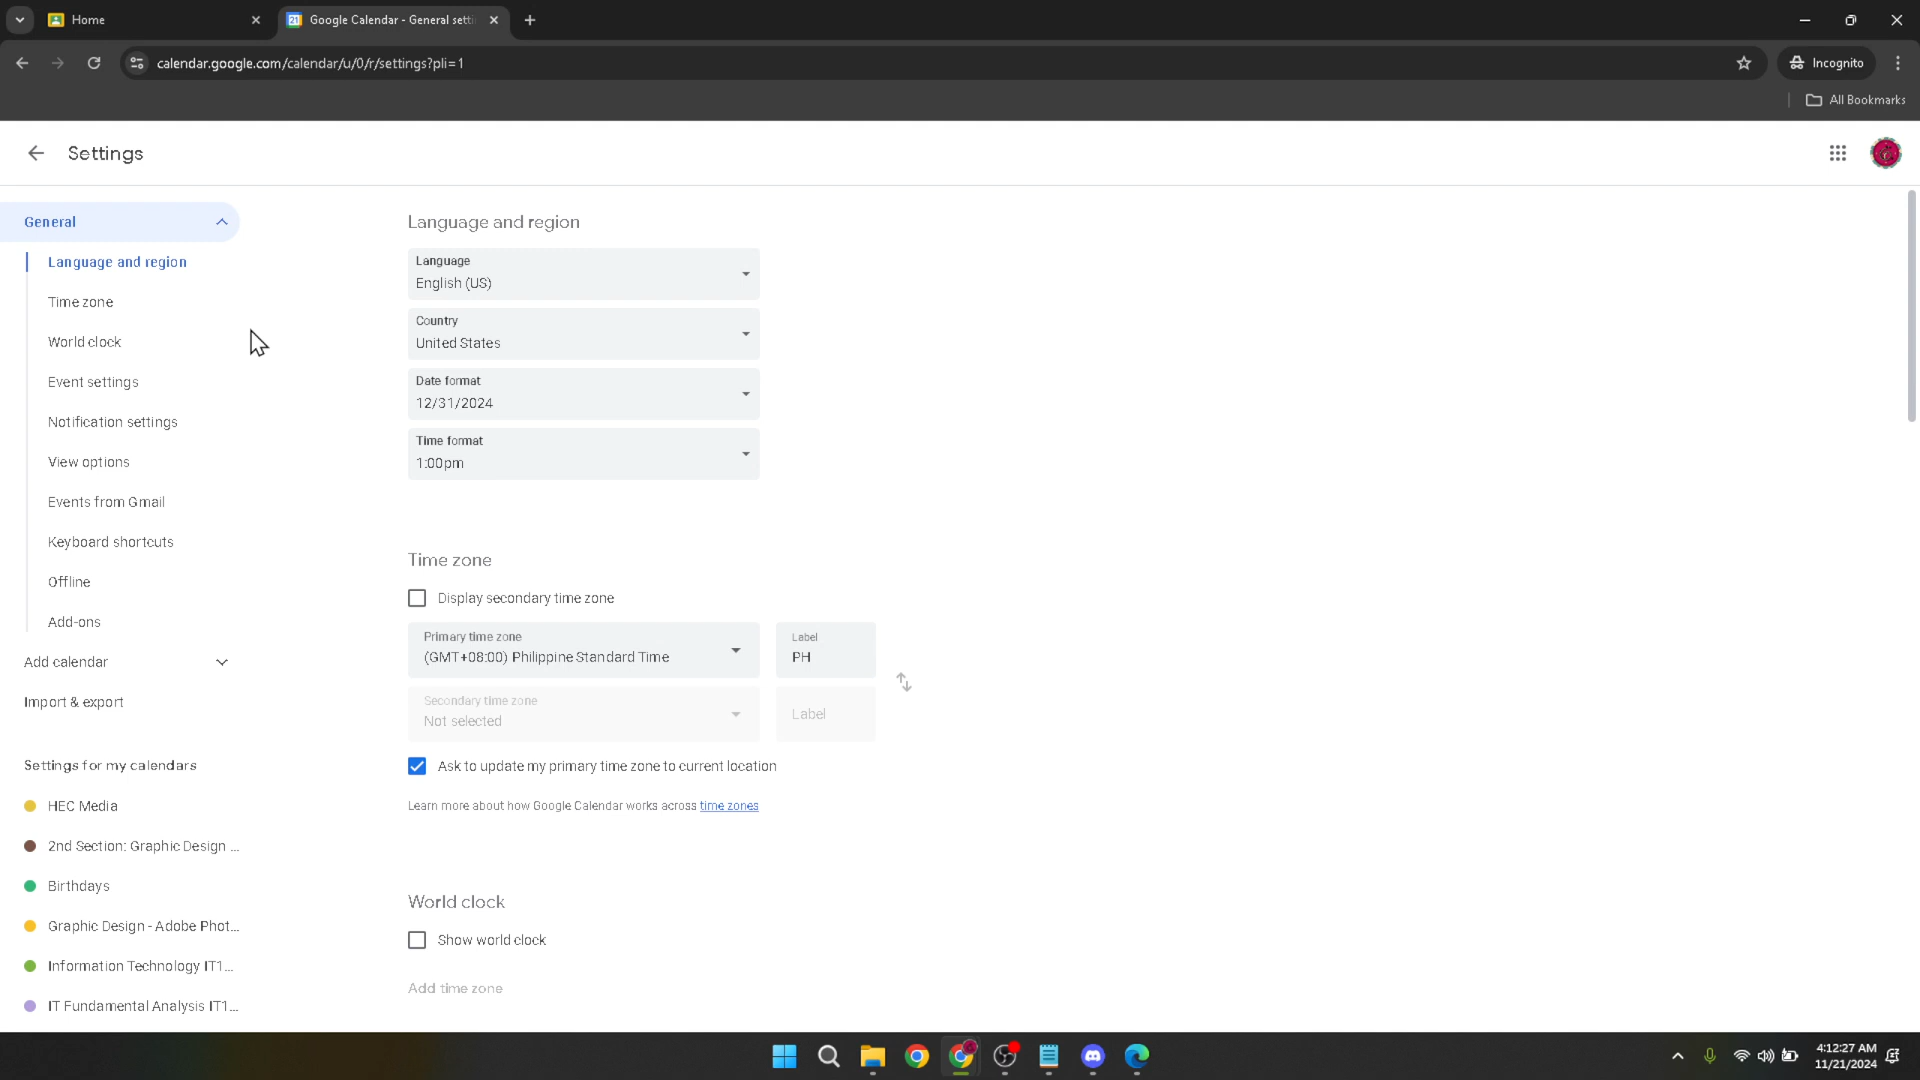 Home
Google Calendar - General setti
calendar.google.com/calendar/u/0/r/settings?pli=1
Incognito
All Bookmarks
Settings
General
Language and region
Time zone
World clock
Event settings
Notification settings
View options
Events from Gmail
Keyboard shortcuts
Offline
Add-ons
Add calendar
Import & export
Settings for my calendars
HEC Media
2nd Section: Graphic Design ...
Birthdays
Graphic Design - Adobe Phot...
Information Technology IT1...
IT Fundamental Analysis IT1...
Language and region
Language
English (US)
Country
United States
Date format
12/31/2024
Time format
1:00pm
Time zone
Display secondary time zone
Primary time zone
(GMT+08:00) Philippine Standard Time
Label
PH
Secondary time zone
Not selected
Label
Ask to update my primary time zone to current location
Learn more about how Google Calendar works across time zones
World clock
Show world clock
Add time zone
4:12:27 AM
11/21/2024